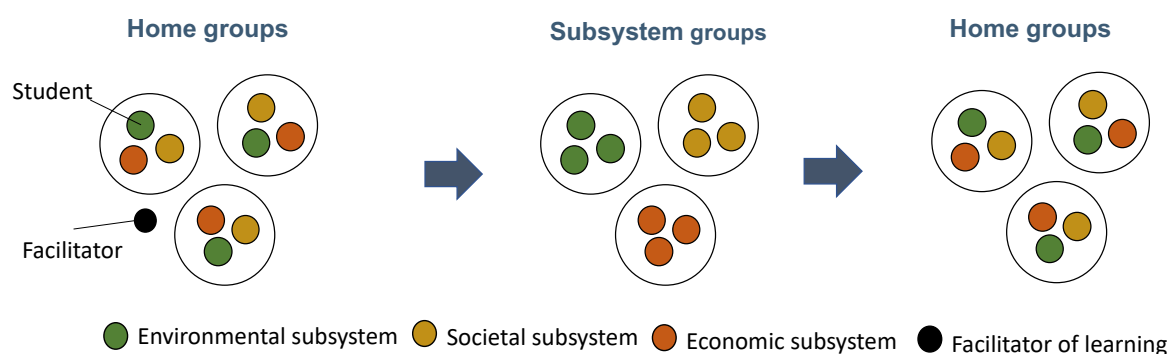 Home groups
Subsystem groups
Home groups
Student
Facilitator
Environmental subsystem
Societal subsystem
Economic subsystem
Facilitator of learning